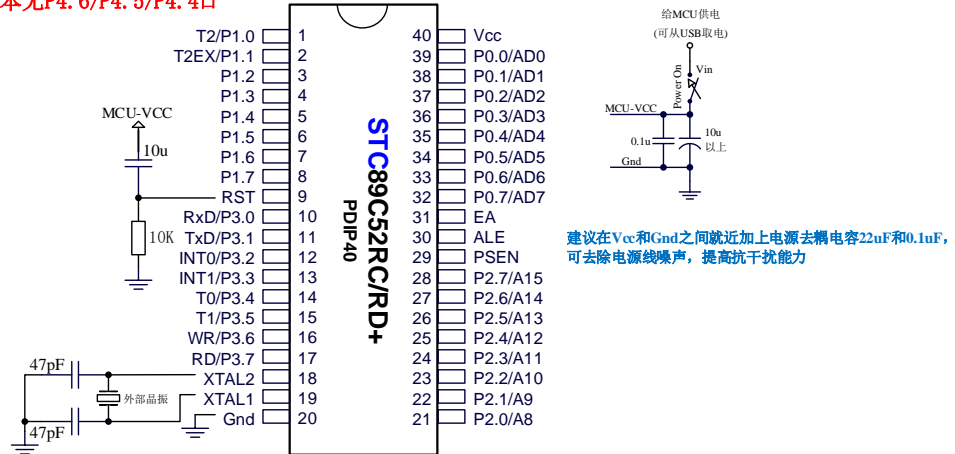 本无P4.6/P4.5/P4.4口
T2/P1.0 1
T2EX/P1.1 2
P1.2 3
P1.3 4
P1.4 5
P1.5 6
P1.6 7
P1.7 8
RST 9
RxD/P3.0 10
TxD/P3.1 11
INT0/P3.2 12
INT1/P3.3 13
T0/P3.4 14
T1/P3.5 15
WR/P3.6 16
RD/P3.7 17
XTAL2 18
XTAL1 19
Gnd 20
MCU-VCC
10u
10K
47pF
外部晶振
47pF
STC89C52RC/RD+
PDIP40
40 Vcc
39 P0.0/AD0
38 P0.1/AD1
37 P0.2/AD2
36 P0.3/AD3
35 P0.4/AD4
34 P0.5/AD5
33 P0.6/AD6
32 P0.7/AD7
31 EA
30 ALE
29 PSEN
28 P2.7/A15
27 P2.6/A14
26 P2.5/A13
25 P2.4/A12
24 P2.3/A11
23 P2.2/A10
22 P2.1/A9
21 P2.0/A8
给MCU供电
(可从USB取电)
Vin
Power On
MCU-VCC
0.1u
10u
以上
Gnd
建议在Vcc和Gnd之间就近加上电源去耦电容22uF和0.1uF，
可去除电源线噪声，提高抗干扰能力